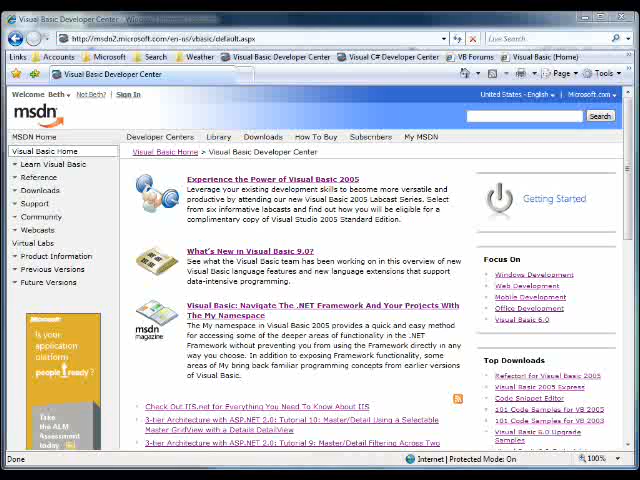 Visual Basic Developer Center - Windows Internet Explorer
http://msdn2.microsoft.com/en-us/vbasic/default.aspx
Live Search
Links Accounts Microsoft Search Weather Visual Basic Developer Center Visual C# Developer Center VB Forums Visual Basic (Home)
Visual Basic Developer Center
Page Tools
Welcome Beth Not Beth? Sign In
United States - English Microsoft.com
msdn
Search
MSDN Home Developer Centers Library Downloads How To Buy Subscribers My MSDN
Visual Basic Home
Learn Visual Basic
Reference
Downloads
Support
Community
Webcasts
Virtual Labs
Product Information
Previous Versions
Future Versions
Microsoft
Is your
application
platform
people ready ?
Take
the ALM
Assessment
today
Visual Basic Home > Visual Basic Developer Center
Experience the Power of Visual Basic 2005
Leverage your existing development skills to become more versatile and
productive by attending our new Visual Basic 2005 Labcast Series. Select
from six informative labcasts and find out how you will be eligible for a
complimentary copy of Visual Studio 2005 Standard Edition.
What's New in Visual Basic 9.0?
See what the Visual Basic team has been working on in this overview of
new Visual Basic language features and new language extensions that support
data-intensive programming.
msdn
magazine
Visual Basic: Navigate The .NET Framework And Your Projects With
The My Namespace
The My namespace in Visual Basic 2005 provides a quick and easy method
for accessing some of the deeper areas of functionality in the .NET
Framework without preventing you from using the Framework directly in any
way you choose. In addition to exposing Framework functionality, some
areas of My bring back familiar programming concepts from earlier versions
of Visual Basic.
Check Out IIS.net for Everything You Need To Know About IIS
3-tier Architecture with ASP.NET 2.0: Tutorial 10: Master/Detail Using a Selectable
Master GridView with a Details DetailView
3-tier Architecture with ASP.NET 2.0: Tutorial 9: Master/Detail Filtering Across Two
Getting Started
Focus On
Windows Development
Web Development
Mobile Development
Office Development
Visual Basic 6.0
Top Downloads
Refactor! for Visual Basic 2005
Visual Basic 2005 Express
Code Snippet Editor
101 Code Samples for VB 2005
101 Code Samples for VB 2003
Visual Basic 6.0 Upgrade
Samples
Done
Internet | Protected Mode: On
100%